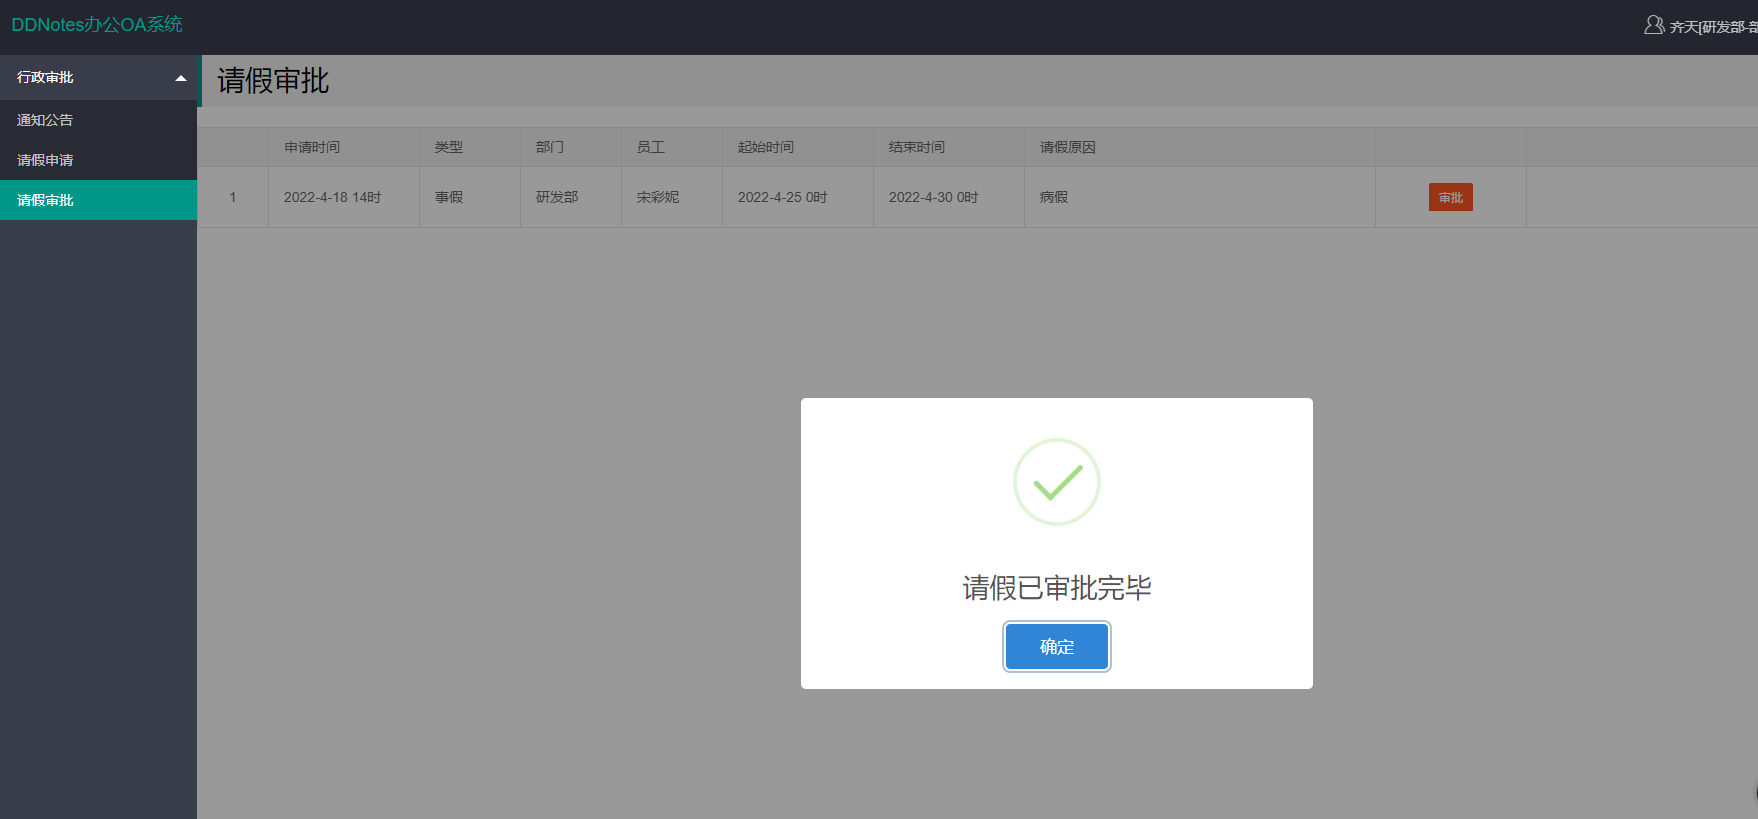 DDNotes办公OA系统
齐天[研发部-部
行政审批
通知公告
请假申请
请假审批
请假审批
申请时间 类型 部门 员工 起始时间 结束时间 请假原因
1 2022-4-18 14时 事假 研发部 宋彩妮 2022-4-25 0时 2022-4-30 0时 病假 审批
请假已审批完毕
确定